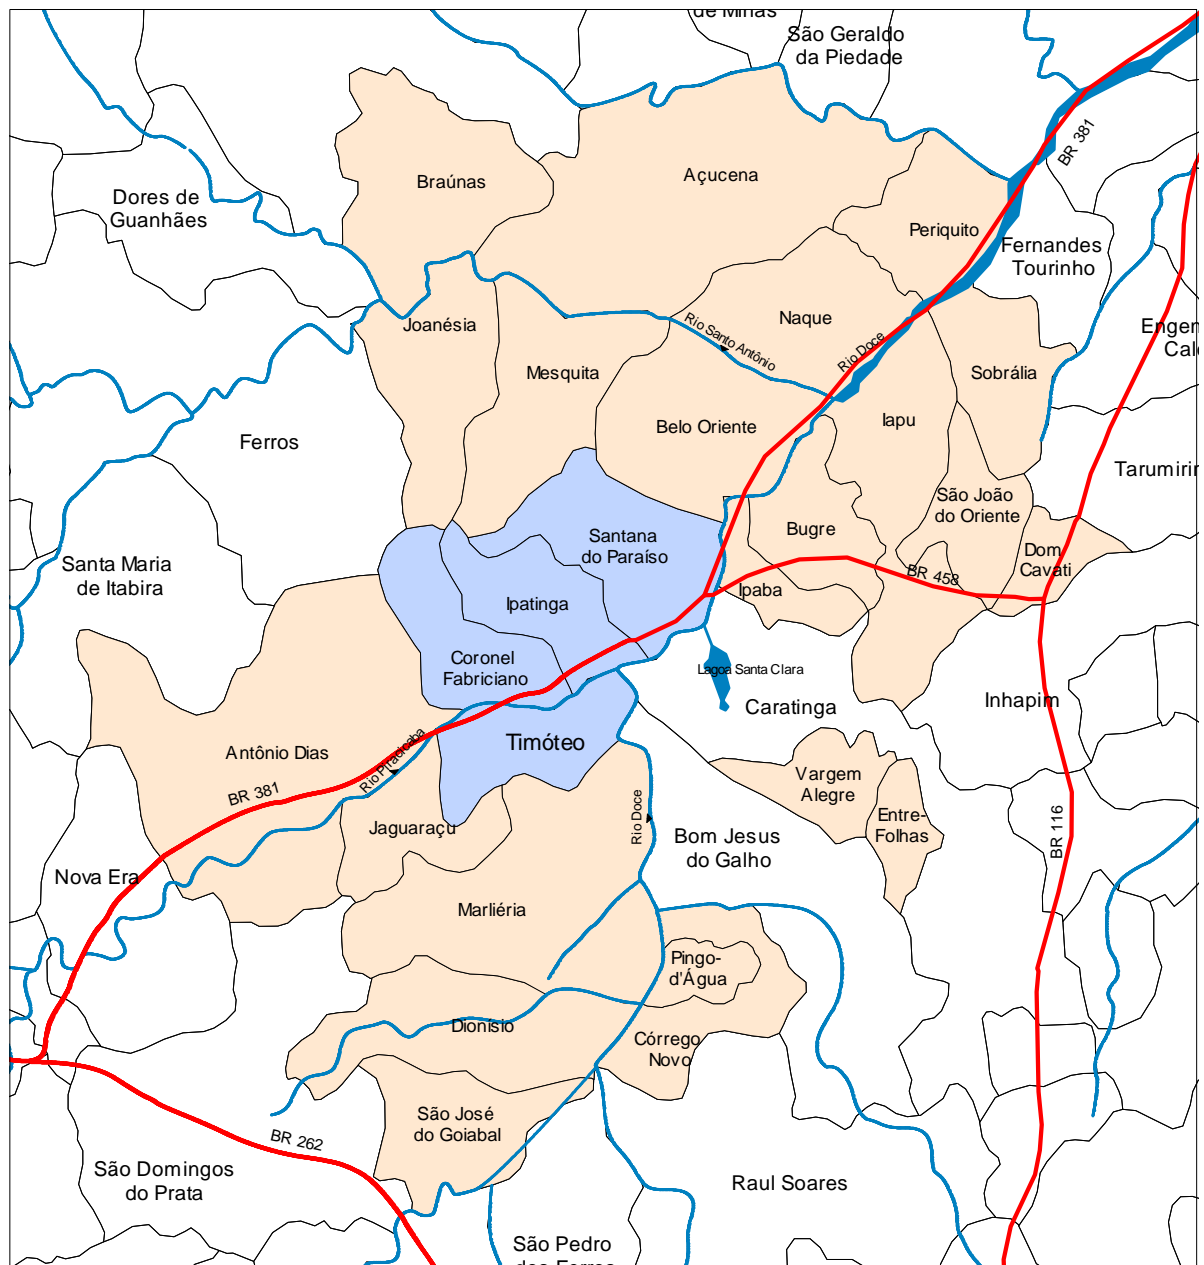 de Minas
São Geraldo
da Piedade
BR 381
Açucena
Braúnas
Dores de
Guanhães
Periquito
Fernandes
Tourinho
Naque
Joanésia
Rio Santo Antônio
Rio Doce
Mesquita
Sobrália
Belo Oriente
Iapu
Ferros
São João
do Oriente
Bugre
Santana
do Paraíso
Dom
Cavati
Santa Maria
de Itabira
BR 458
Ipaba
Ipatinga
Coronel
Fabriciano
Lagoa Santa Clara
Caratinga
Inhapim
Timóteo
Antônio Dias
Rio Piracicaba
BR 381
Vargem
Alegre
Entre-
Folhas
Jaguaraçu
Rio Doce
Bom Jesus
do Galho
BR 116
Nova Era
Marliéria
Pingo-
d'Água
Dionísio
Córrego
Novo
São José
do Goiabal
BR 262
São Domingos
do Prata
Raul Soares
São Pedro